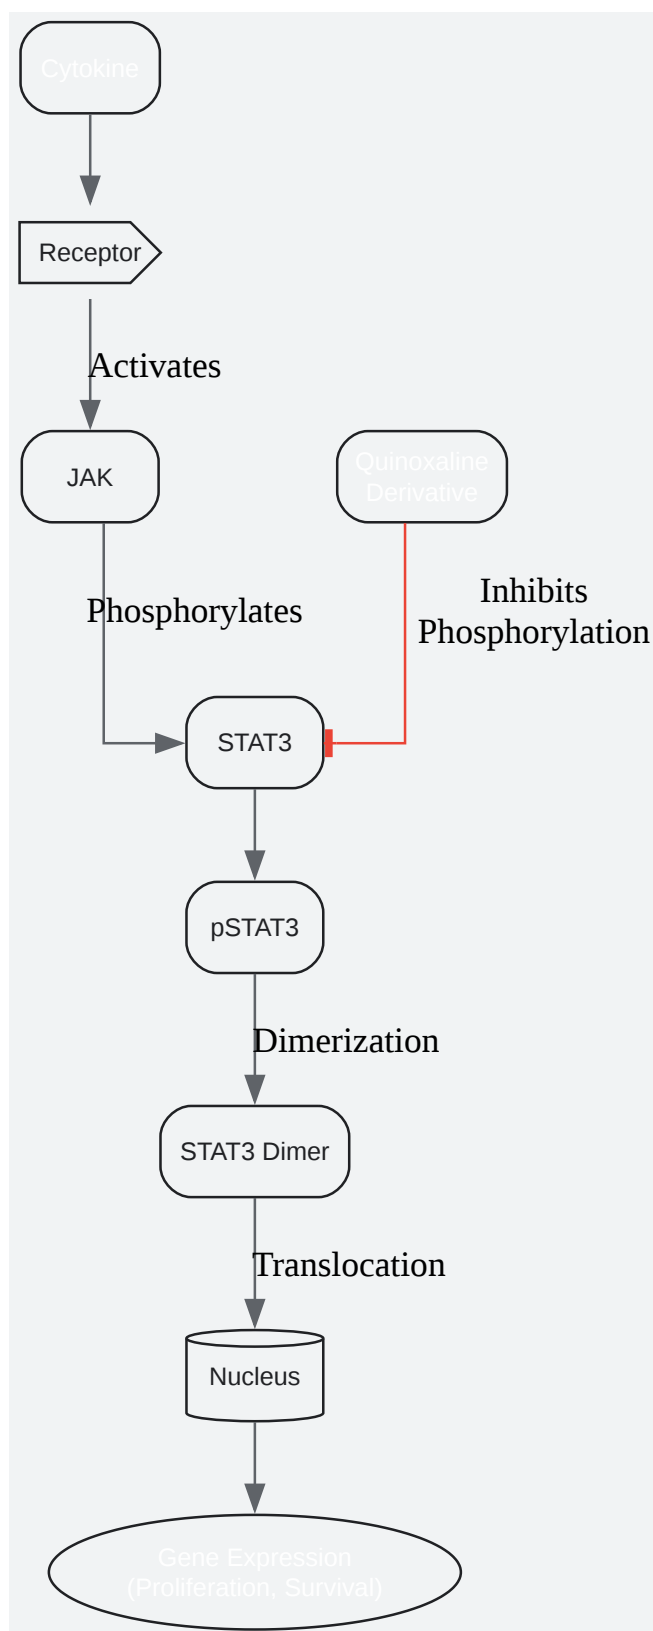 Cytokine
Receptor
Activates
JAK
Quinoxaline
Derivative
Phosphorylates
Inhibits
Phosphorylation
STAT3
pSTAT3
Dimerization
STAT3 Dimer
Translocation
Nucleus
Gene Expression
(Proliferation, Survival)